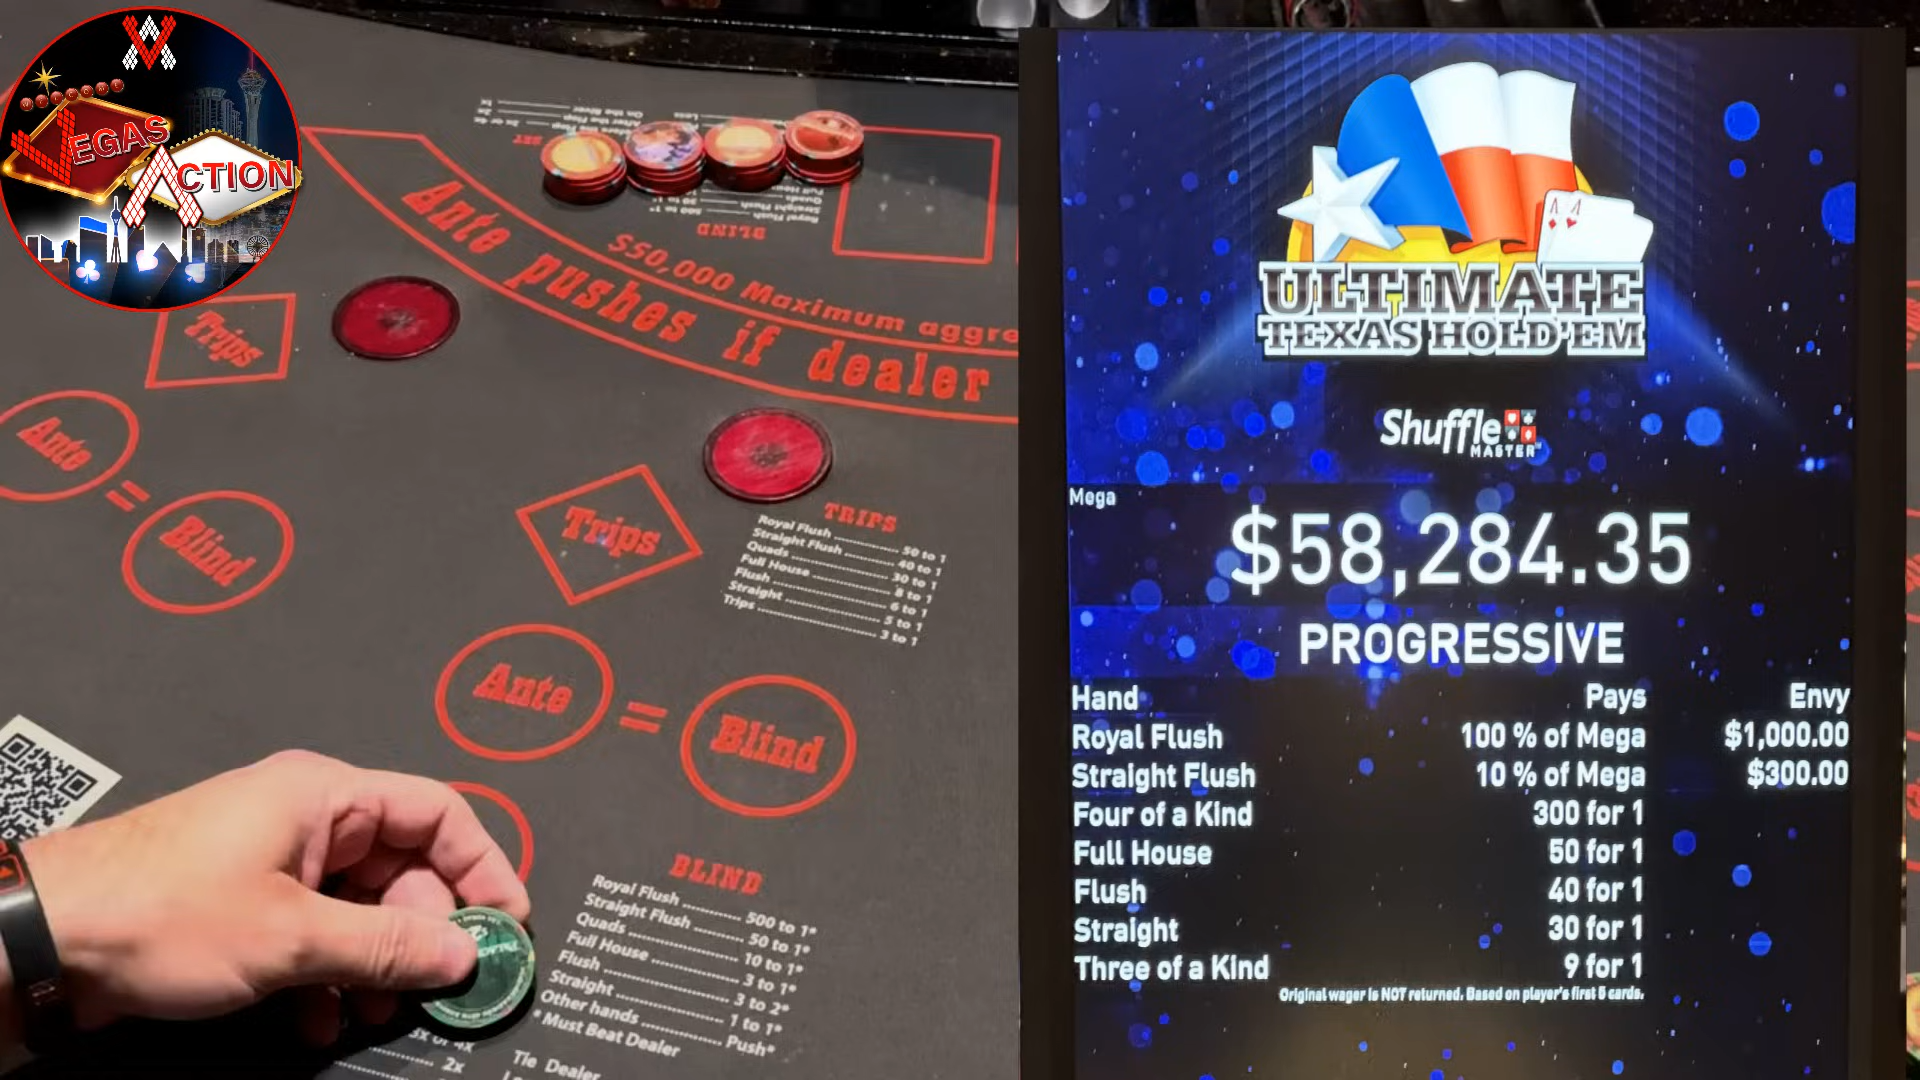 WELCOME
VEGAS
ACTION
Trips
Ante
=
Blind
BLIND
$50,000 Maximum aggre
Ante pushes if dealer
Trips
TRIPS
Royal Flush ........ 50 to 1
Straight Flush ........ 40 to 1
Quads ........ 30 to 1
Full House ........ 8 to 1
Flush ........ 6 to 1
Straight ........ 5 to 1
Trips ........ 3 to 1
Ante
=
Blind
BLIND
Royal Flush ........ 500 to 1*
Straight Flush ........ 50 to 1*
Quads ........ 10 to 1*
Full House ........ 3 to 1*
Flush ........ 3 to 2*
Straight ........ 1 to 1*
Other hands ........ Push*
* Must Beat Dealer
3x or 4x
2x
Tie Dealer
ULTIMATE
TEXAS HOLD'EM
Shuffle
MASTER
Mega
$58,284.35
PROGRESSIVE
Hand Pays Envy
Royal Flush 100 % of Mega $1,000.00
Straight Flush 10 % of Mega $300.00
Four of a Kind 300 for 1
Full House 50 for 1
Flush 40 for 1
Straight 30 for 1
Three of a Kind 9 for 1
Original wager is NOT returned. Based on player's first 5 cards.